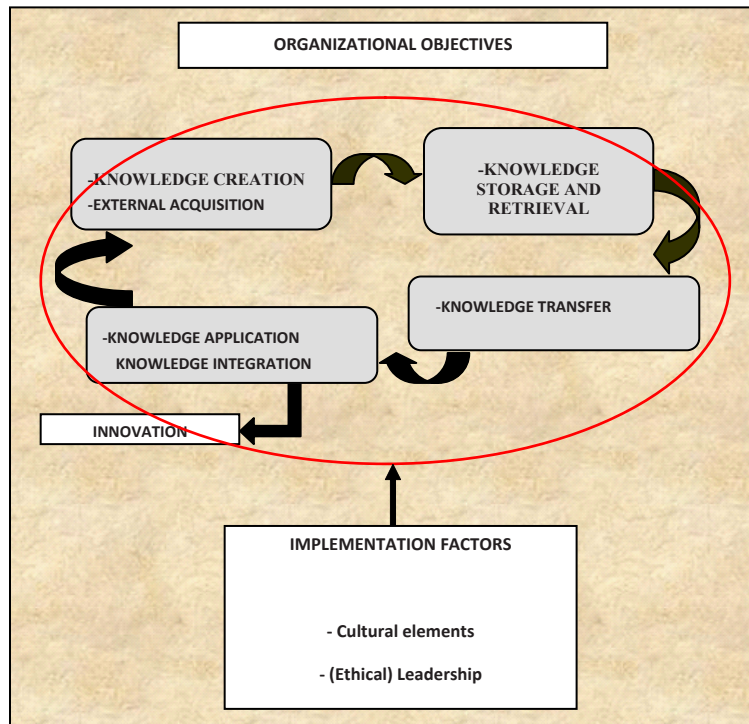 ORGANIZATIONAL OBJECTIVES
-KNOWLEDGE CREATION
-EXTERNAL ACQUISITION
-KNOWLEDGE
STORAGE AND
RETRIEVAL
-KNOWLEDGE TRANSFER
-KNOWLEDGE APPLICATION
KNOWLEDGE INTEGRATION
INNOVATION
IMPLEMENTATION FACTORS
- Cultural elements
- (Ethical) Leadership